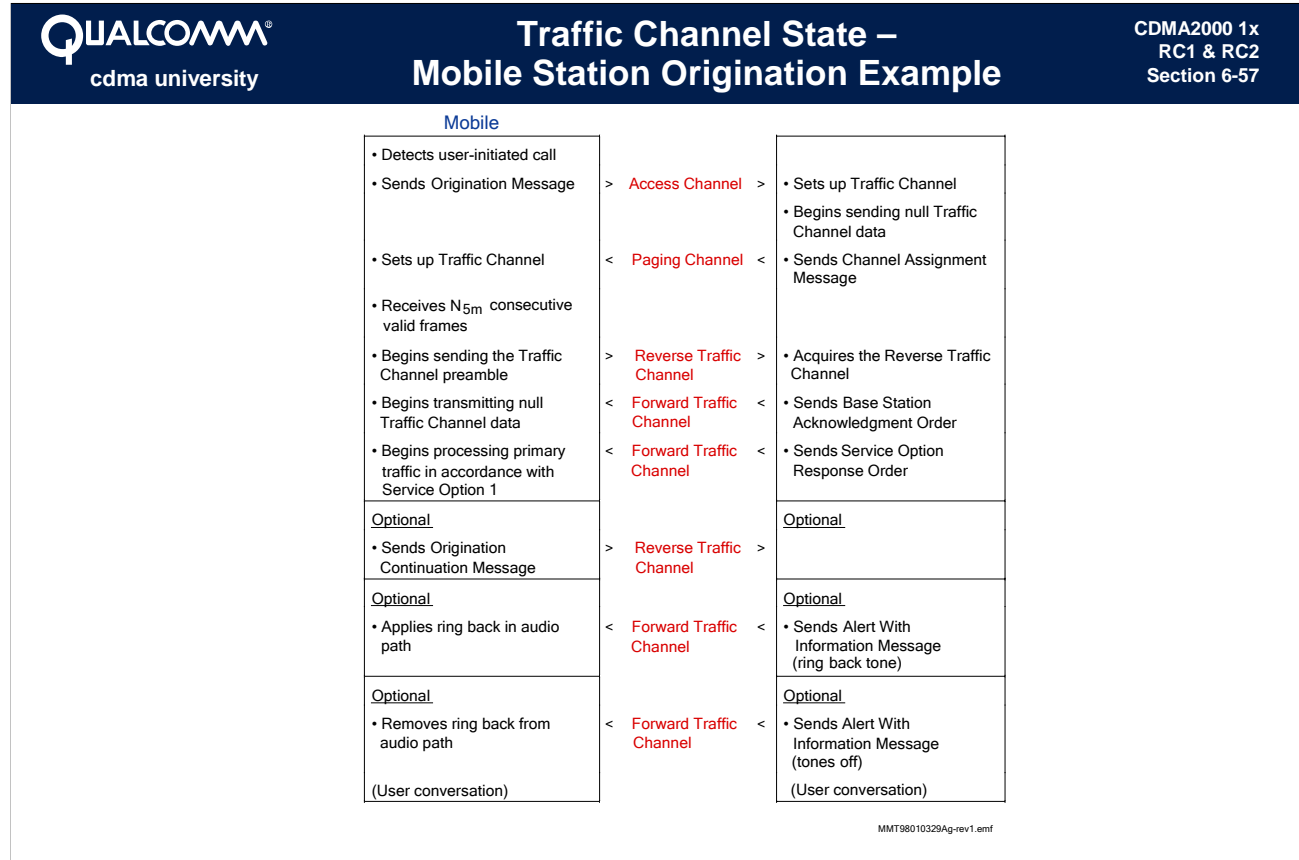 QUALCOMM®
cdma university
Traffic Channel State –
Mobile Station Origination Example
CDMA2000 1x
RC1 & RC2
Section 6-57
Mobile
• Detects user-initiated call
• Sends Origination Message > Access Channel > • Sets up Traffic Channel
• Begins sending null Traffic
Channel data
• Sets up Traffic Channel < Paging Channel < • Sends Channel Assignment
Message
• Receives N5m consecutive
valid frames
• Begins sending the Traffic > Reverse Traffic > • Acquires the Reverse Traffic
Channel preamble Channel Channel
• Begins transmitting null < Forward Traffic < • Sends Base Station
Traffic Channel data Channel Acknowledgment Order
• Begins processing primary < Forward Traffic < • Sends Service Option
traffic in accordance with Channel Response Order
Service Option 1
Optional Optional
• Sends Origination > Reverse Traffic >
Continuation Message Channel
Optional Optional
• Applies ring back in audio < Forward Traffic < • Sends Alert With
path Channel Information Message
(ring back tone)
Optional Optional
• Removes ring back from < Forward Traffic < • Sends Alert With
audio path Channel Information Message
(tones off)
(User conversation) (User conversation)
MMT98010329Ag-rev1.emf